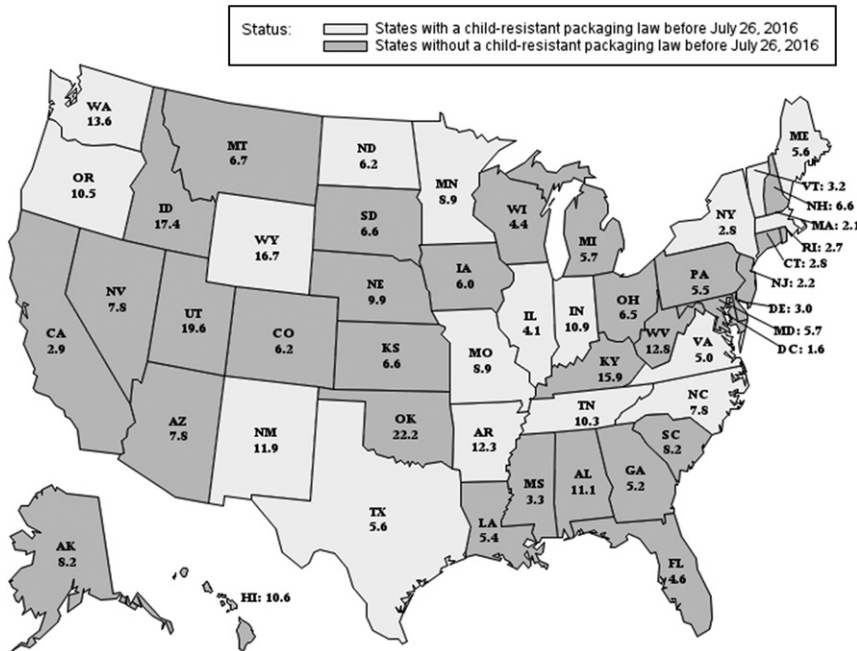 Status:
States with a child-resistant packaging law before July 26, 2016
States without a child-resistant packaging law before July 26, 2016
WA
13.6
OR
10.5
CA
2.9
NV
7.8
ID
17.4
MT
6.7
WY
16.7
UT
19.6
CO
6.2
AZ
7.8
NM
11.9
ND
6.2
SD
6.6
NE
9.9
KS
6.6
OK
22.2
TX
5.6
MN
8.9
IA
6.0
MO
8.9
AR
12.3
LA
5.4
WI
4.4
IL
4.1
MI
5.7
IN
10.9
OH
6.5
KY
15.9
TN
10.3
MS
3.3
AL
11.1
GA
5.2
FL
4.6
SC
8.2
NC
7.8
VA
5.0
WV
12.8
PA
5.5
NY
2.8
ME
5.6
VT: 3.2
NH: 6.6
MA: 2.1
RI: 2.7
CT: 2.8
NJ: 2.2
DE: 3.0
MD: 5.7
DC: 1.6
AK
8.2
HI: 10.6